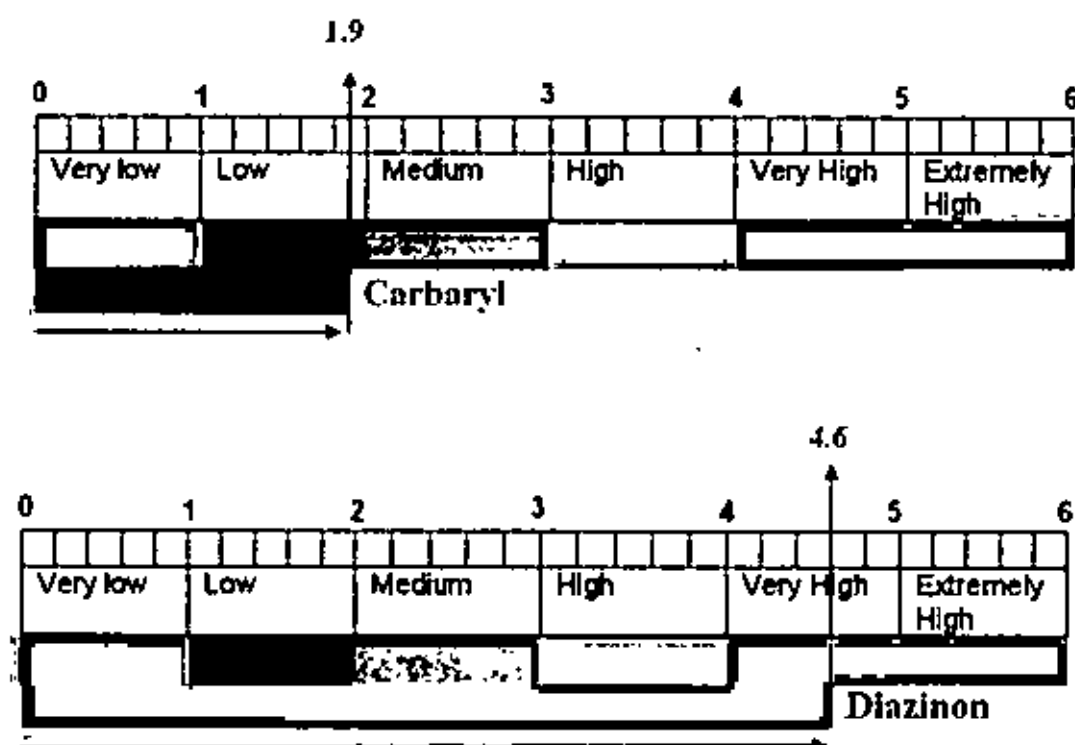 1.9
0 1 2 3 4 5 6
Very low Low Medium High Very High Extremely
High
Carbaryl
4.6
0 1 2 3 4 5 6
Very low Low Medium High Very High Extremely
High
Diazinon